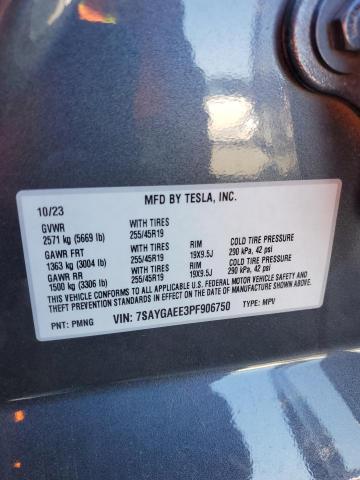 MFD BY TESLA, INC.
10/23
GVWR WITH TIRES
2571 kg (5669 lb) 255/45R19
GAWR FRT WITH TIRES RIM COLD TIRE PRESSURE
1363 kg (3004 lb) 255/45R19 19X9.5J 290 kPa, 42 psi
GAWR RR WITH TIRES RIM COLD TIRE PRESSURE
1500 kg (3306 lb) 255/45R19 19X9.5J 290 kPa, 42 psi
THIS VEHICLE CONFORMS TO ALL APPLICABLE U.S. FEDERAL MOTOR VEHICLE SAFETY AND
THEFT PREVENTION STANDARDS IN EFFECT ON THE DATE OF MANUFACTURE SHOWN ABOVE.
PNT: PMNG VIN: 7SAYGAEE3PF906750 TYPE: MPV